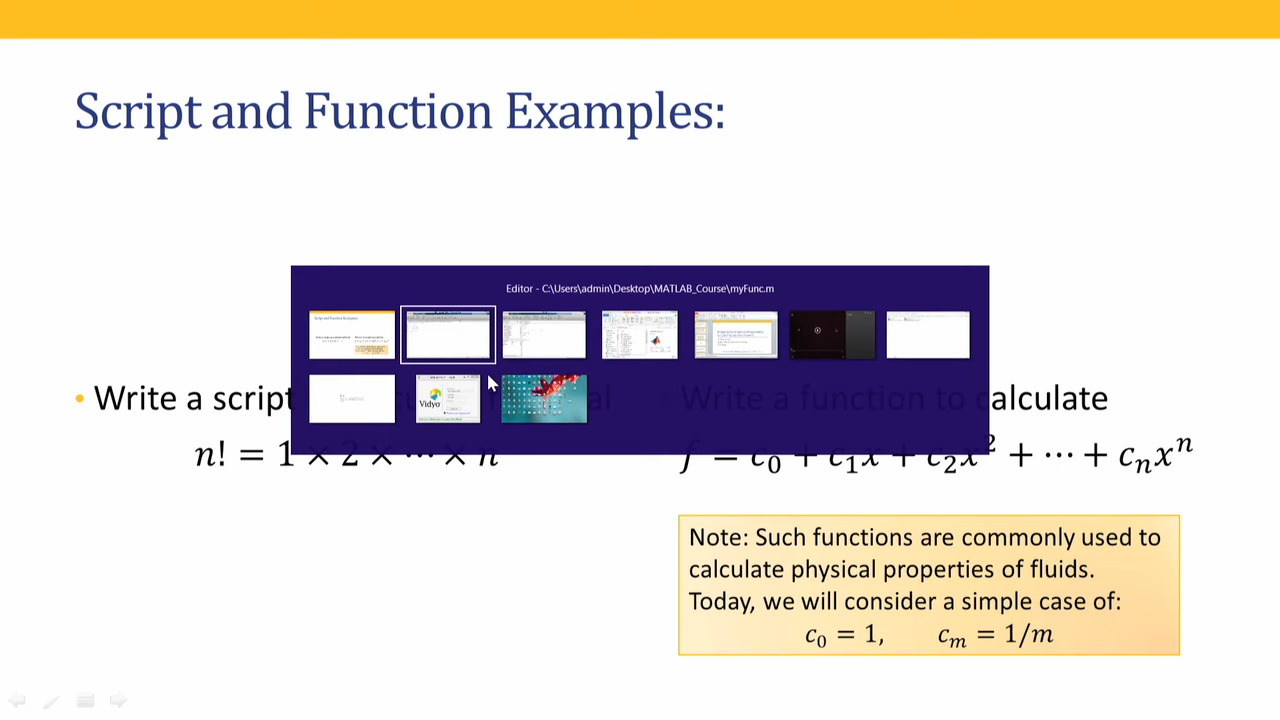 Script and Function Examples:
Editor - C:\Users\admin\Desktop\MATLAB_Course\myFunc.m
Vidyo
• Write a script
Write a function to calculate
n! = 1 × 2 × ⋯ × n
f = c₀ + c₁x + c₂x² + ⋯ + cₙxⁿ
Note: Such functions are commonly used to
calculate physical properties of fluids.
Today, we will consider a simple case of:
c₀ = 1, cₘ = 1/m